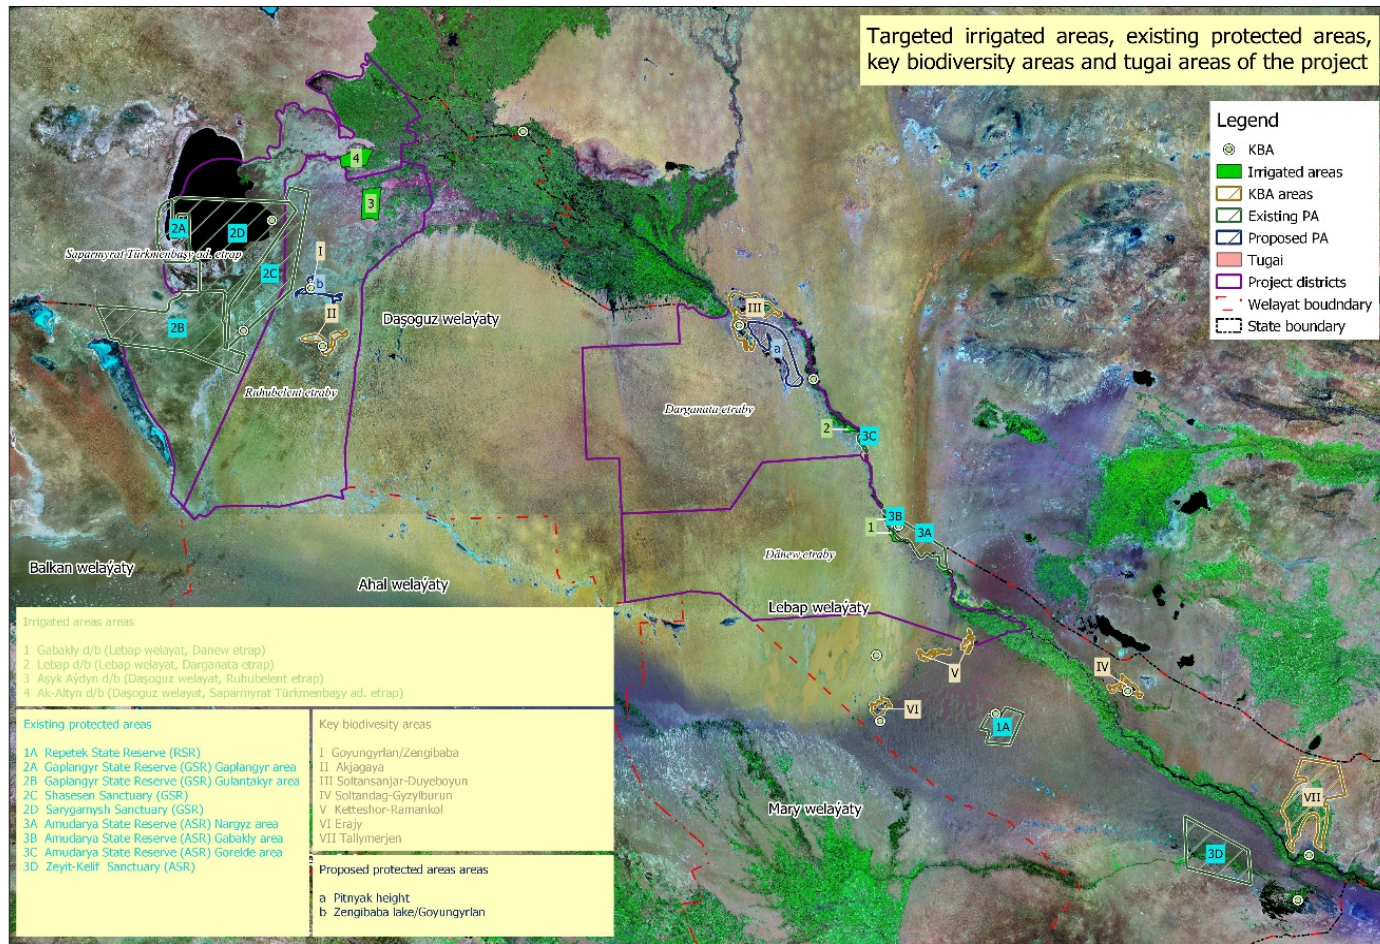 Targeted irrigated areas, existing protected areas,
key biodiversity areas and tugai areas of the project
Legend
KBA
Irrigated areas
KBA areas
Existing PA
Proposed PA
Tugai
Project districts
Welayat boudndary
State boundary
4
3
2A
2D
Saparmyrat Türkmenbaşy ad. etrap
2C
I
b
II
2B
Daşoguz welaýaty
Ruhubelent etraby
III
a
Darganata etraby
2
3C
3B
1
3A
Dänew etraby
Balkan welaýaty
Ahal welaýaty
Lebap welaýaty
V
IV
VI
1A
VII
Mary welaýaty
3D
Irrigated areas areas
1 Gabakly d/b (Lebap welayat, Danew etrap)
2 Lebap d/b (Lebap welayat, Darganata etrap)
3 Aşyk Aýdyn d/b (Daşoguz welayat, Ruhubelent etrap)
4 Ak-Altyn d/b (Daşoguz welayat, Saparmyrat Türkmenbaşy ad. etrap)
Existing protected areas
1A Repetek State Reserve (RSR)
2A Gaplangyr State Reserve (GSR) Gaplangyr area
2B Gaplangyr State Reserve (GSR) Gulantakyr area
2C Shasesen Sanctuary (GSR)
2D Sarygamysh Sanctuary (GSR)
3A Amudarya State Reserve (ASR) Nargyz area
3B Amudarya State Reserve (ASR) Gabakly area
3C Amudarya State Reserve (ASR) Gorelde area
3D Zeyit-Kelif Sanctuary (ASR)
Key biodivesity areas
I Goyungyrlan/Zengibaba
II Akjagaya
III Soltansanjar-Duyeboyun
IV Soltandag-Gyzylburun
V Ketteshor-Ramankol
VI Erajy
VII Tallymerjen
Proposed protected areas areas
a Pitnyak height
b Zengibaba lake/Goyungyrlan